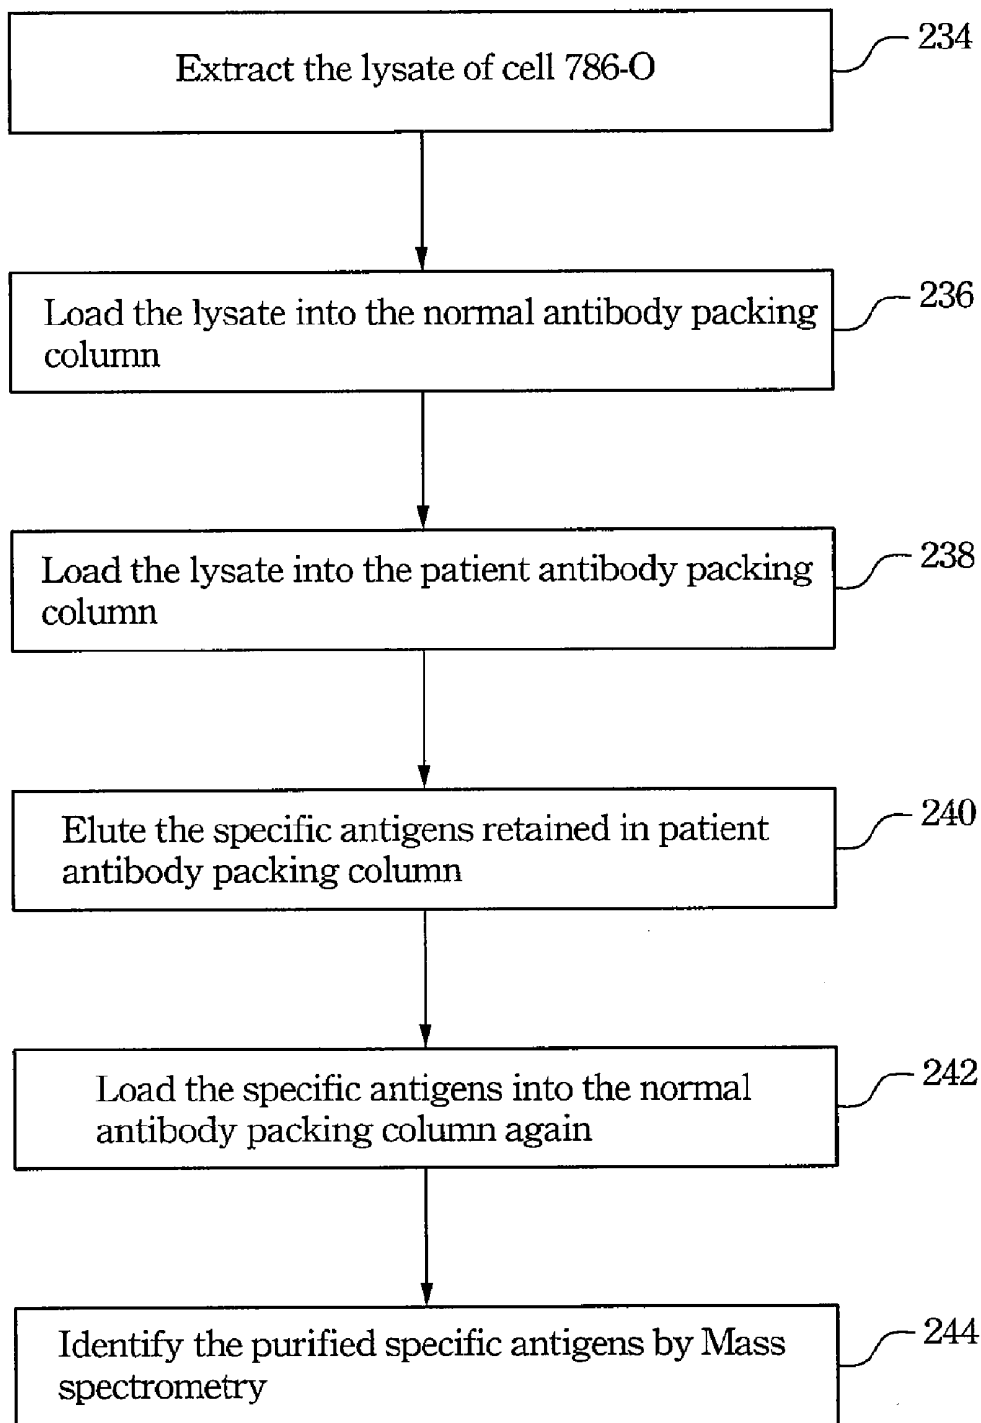 Extract the lysate of cell 786-O
234
Load the lysate into the normal antibody packing
column
236
Load the lysate into the patient antibody packing
column
238
Elute the specific antigens retained in patient
antibody packing column
240
Load the specific antigens into the normal
antibody packing column again
242
Identify the purified specific antigens by Mass
spectrometry
244